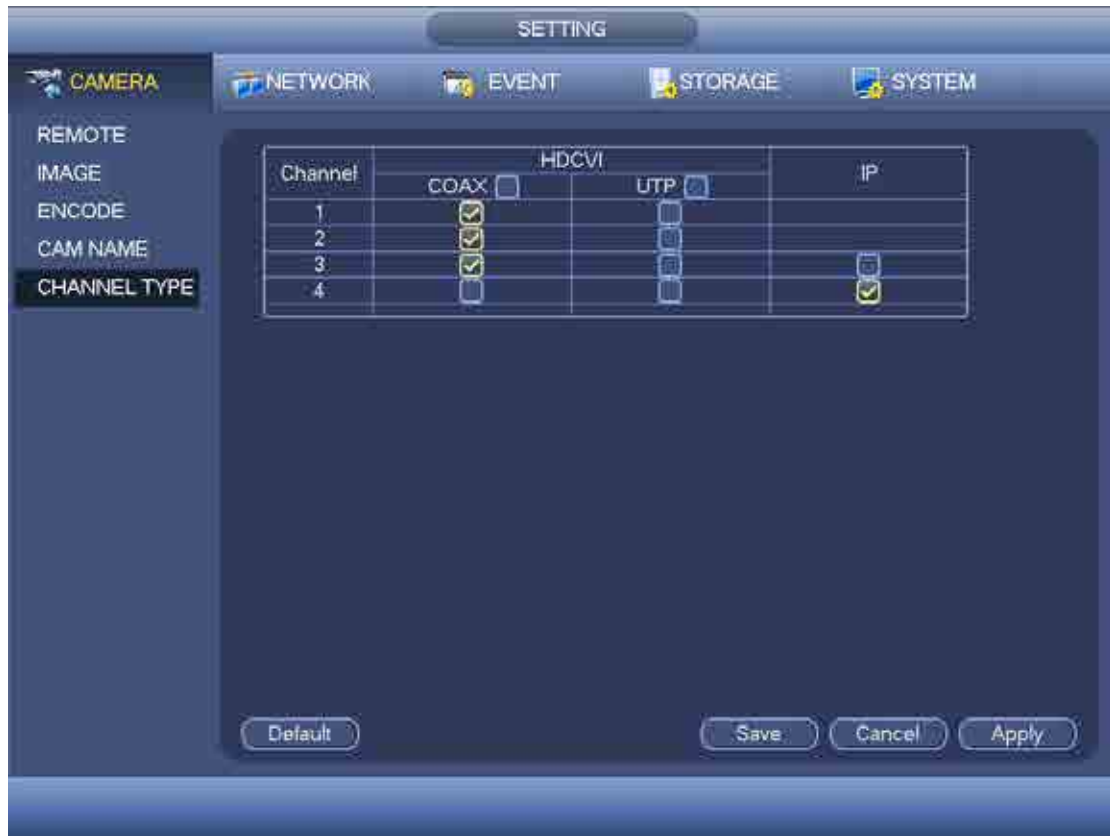 SETTING
CAMERA NETWORK EVENT STORAGE SYSTEM
REMOTE
IMAGE
ENCODE
CAM NAME
CHANNEL TYPE
Channel HDCVI IP
COAX UTP
1
2
3
4
Default Save Cancel Apply